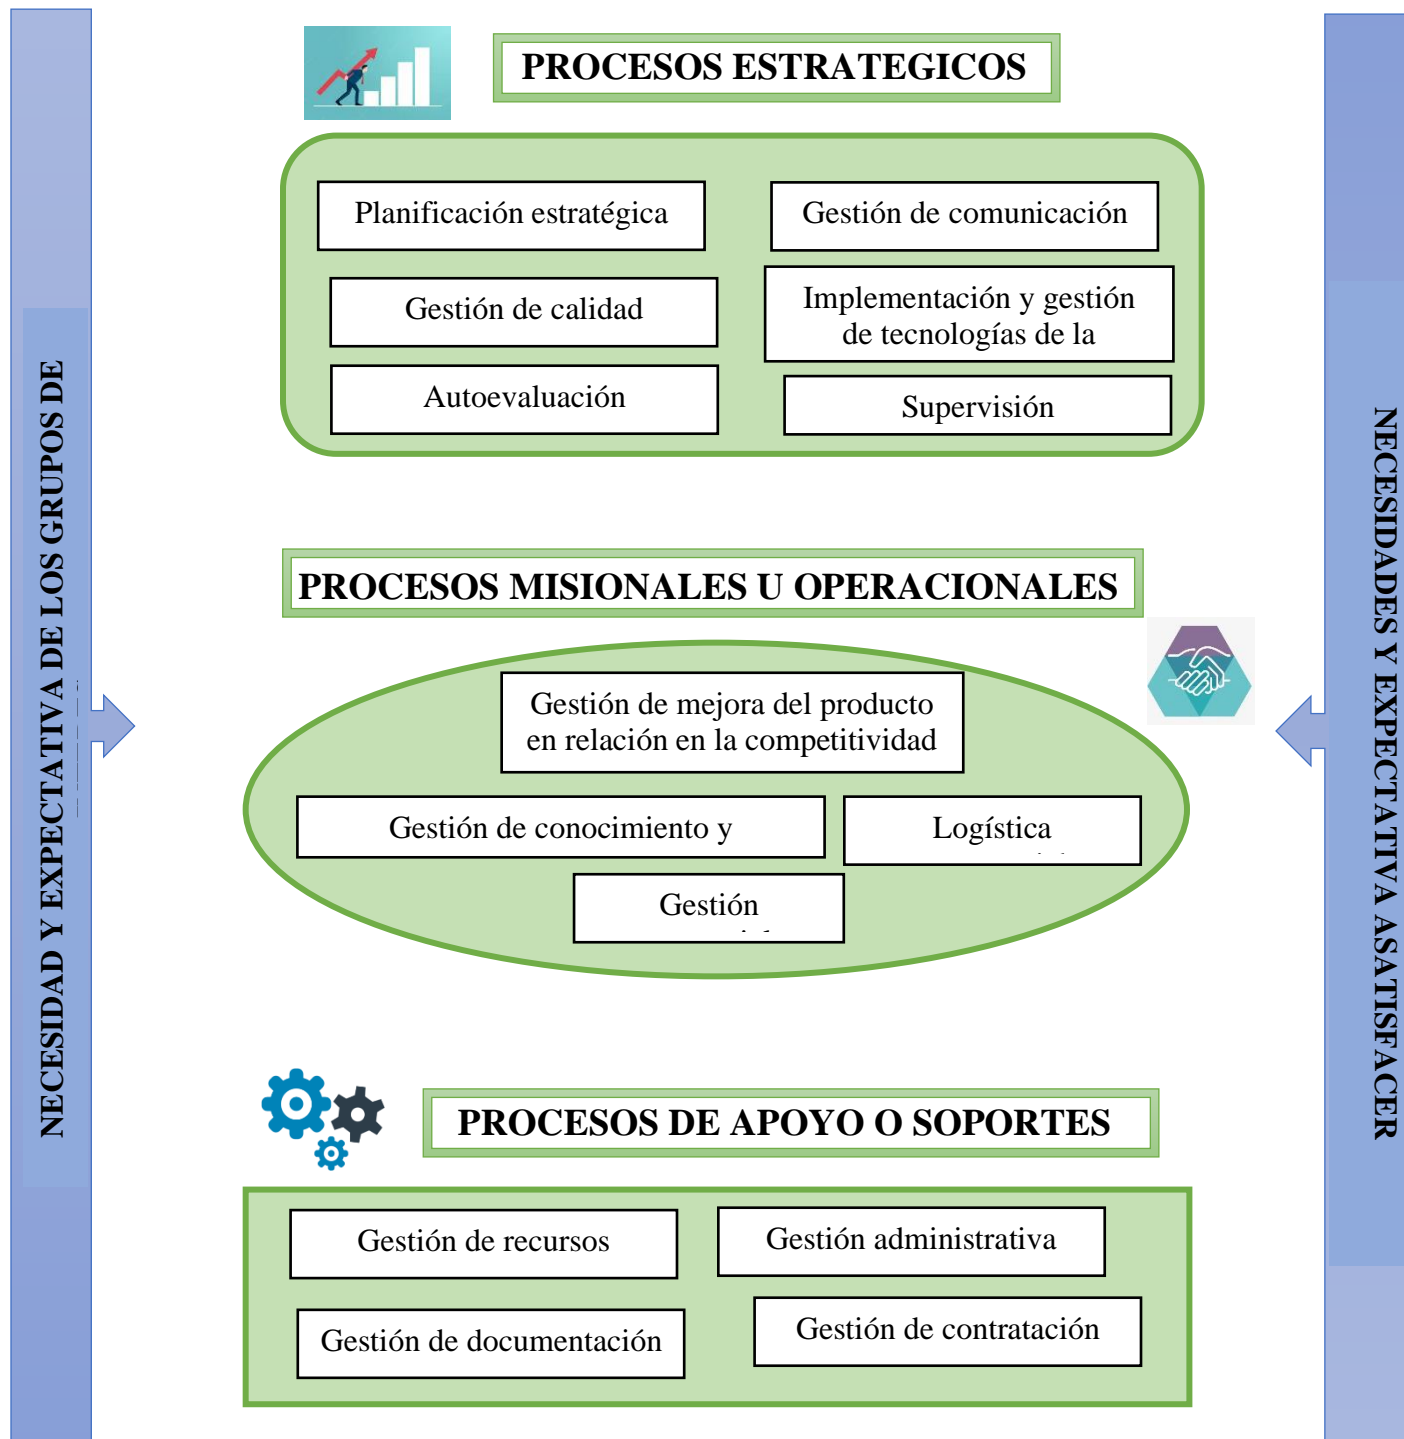 PROCESOS ESTRATEGICOS
Planificación estratégica
Gestión de comunicación
Gestión de calidad
Implementación y gestión
de tecnologías de la
Autoevaluación
Supervisión
NECESIDAD Y EXPECTATIVA DE LOS GRUPOS DE
NECESIDADES Y EXPECTATIVA ASATISFACER
PROCESOS MISIONALES U OPERACIONALES
Gestión de mejora del producto
en relación en la competitividad
Gestión de conocimiento y
Logística
Gestión
PROCESOS DE APOYO O SOPORTES
Gestión de recursos
Gestión administrativa
Gestión de documentación
Gestión de contratación